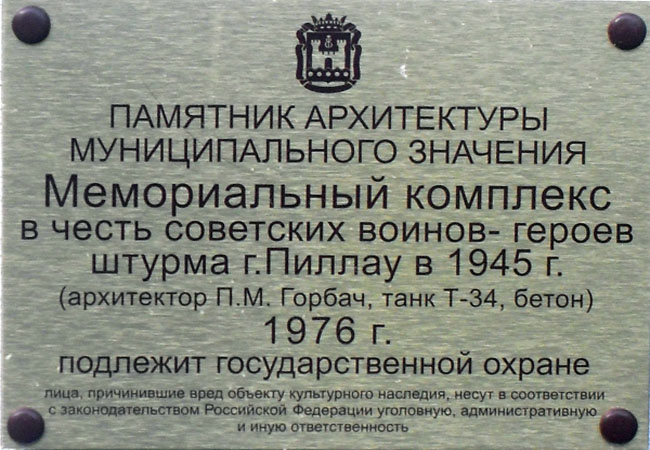 ПАМЯТНИК АРХИТЕКТУРЫ
МУНИЦИПАЛЬНОГО ЗНАЧЕНИЯ
Мемориальный комплекс
в честь советских воинов- героев
штурма г.Пиллау в 1945 г.
(архитектор П.М. Горбач, танк Т-34, бетон)
1976 г.
подлежит государственной охране
лица, причинившие вред объекту культурного наследия, несут в соответствии
с законодательством Российской Федерации уголовную, административную
и иную ответственность